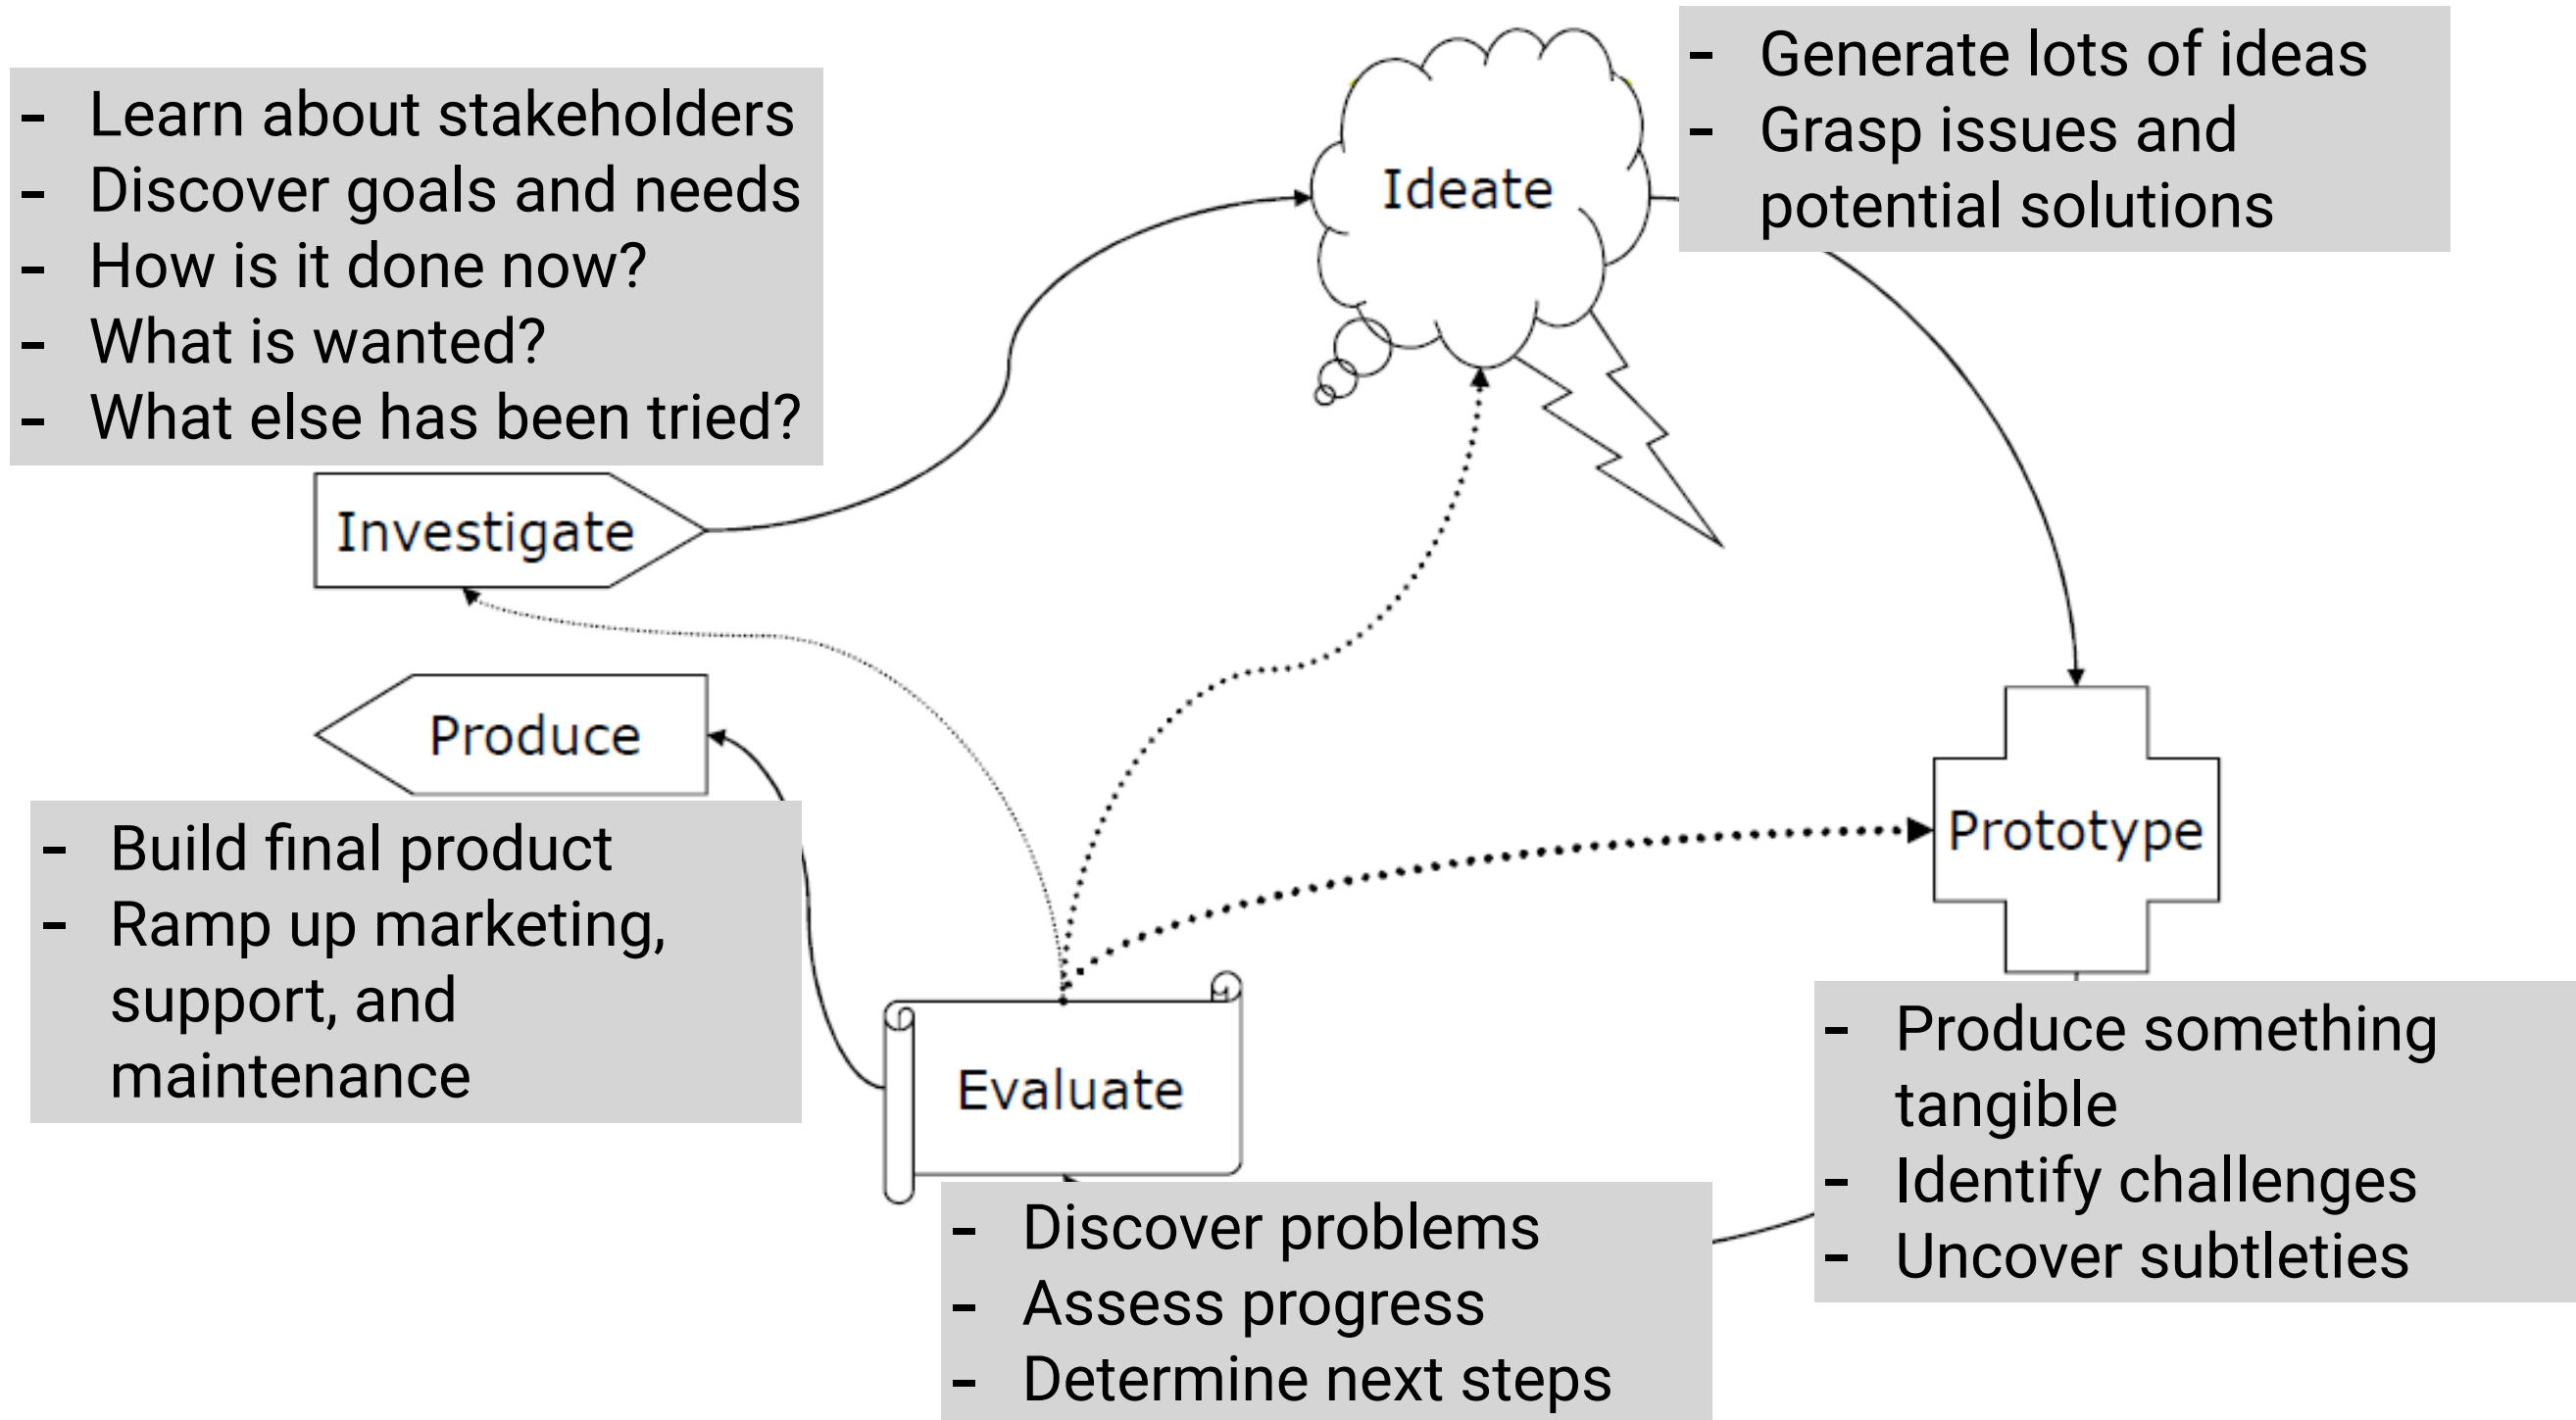 - Learn about stakeholders
- Discover goals and needs
- How is it done now?
- What is wanted?
- What else has been tried?
Investigate
Ideate
- Generate lots of ideas
- Grasp issues and
potential solutions
Prototype
- Produce something
tangible
- Identify challenges
- Uncover subtleties
Evaluate
- Discover problems
- Assess progress
- Determine next steps
Produce
- Build final product
- Ramp up marketing,
support, and
maintenance